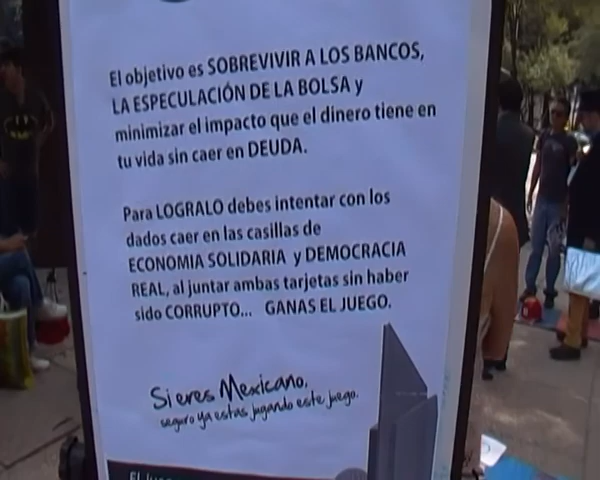 El objetivo es SOBREVIVIR A LOS BANCOS,
LA ESPECULACIÓN DE LA BOLSA y
minimizar el impacto que el dinero tiene en
tu vida sin caer en DEUDA.
Para LOGRALO debes intentar con los
dados caer en las casillas de
ECONOMIA SOLIDARIA y DEMOCRACIA
REAL, al juntar ambas tarjetas sin haber
sido CORRUPTO... GANAS EL JUEGO.
Si eres Mexicano,
seguro ya estas jugando este juego.